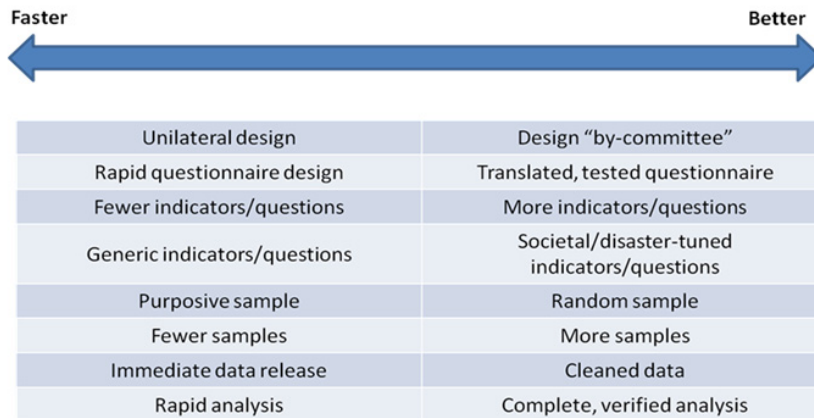 Faster Better
Unilateral design Design “by-committee”
Rapid questionnaire design Translated, tested questionnaire
Fewer indicators/questions More indicators/questions
Generic indicators/questions Societal/disaster-tuned
indicators/questions
Purposive sample Random sample
Fewer samples More samples
Immediate data release Cleaned data
Rapid analysis Complete, verified analysis